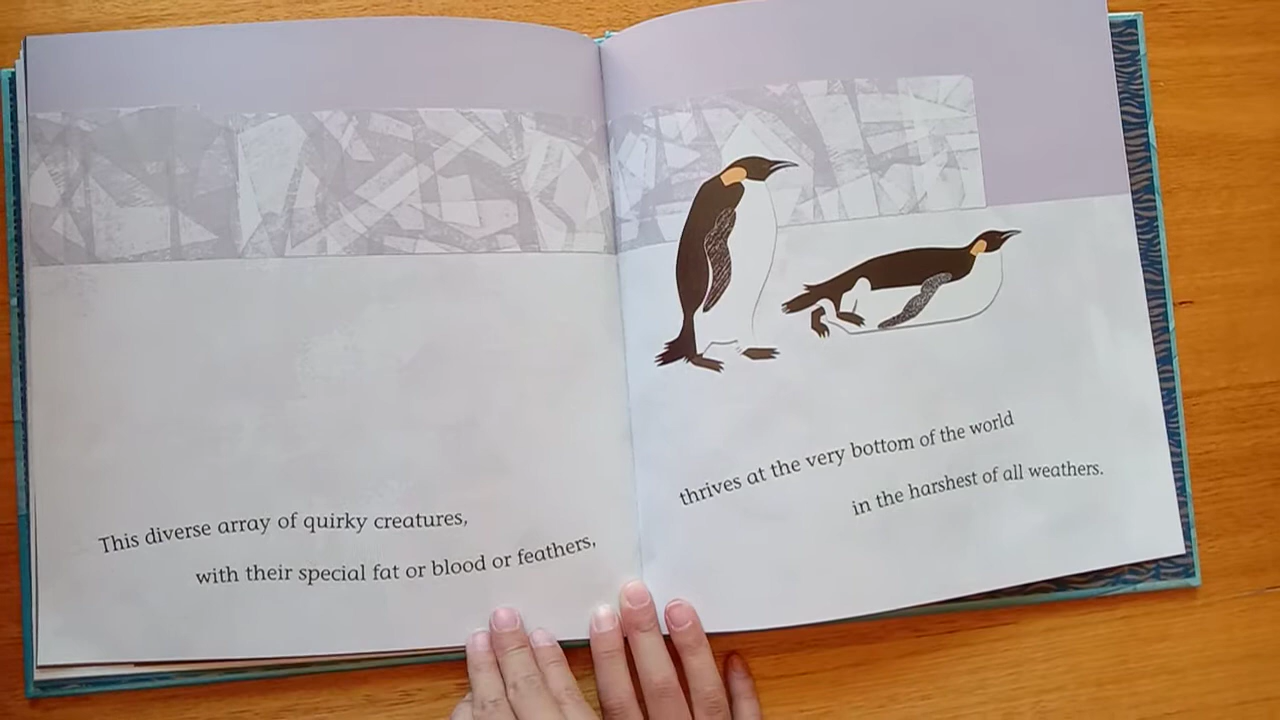 This diverse array of quirky creatures,
with their special fat or blood or feathers,
thrives at the very bottom of the world
in the harshest of all weathers.